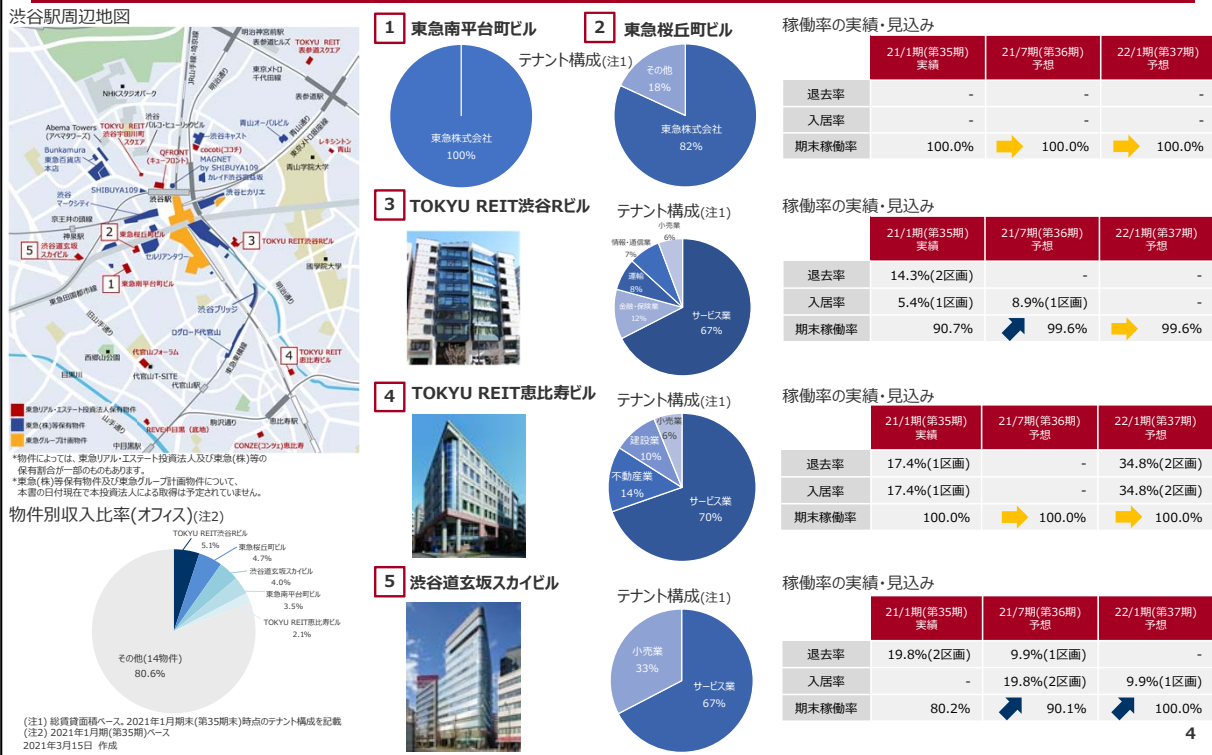 渋谷駅周辺地図
明治神宮前駅
表参道ヒルズ
TOKYU REIT
表参道スクエア
JR山手線・埼京線
明治通り
東京メトロ
千代田線
表参道駅
NHKスタジオパーク
渋谷
パルコ・ヒューリックビル
青山オーバルビル
Abema Towers
(アベマタワーズ)
TOKYU REIT
渋谷宇田川町
スクエア
渋谷キャスト
青山通り
東京メトロ銀座線
レキシントン
青山
Bunkamura
東急百貨店
本店
QFRONT
(キューフロント)
cocoti(ココチ)
MAGNET
by SHIBUYA109
カレイド渋谷宮益坂
青山学院大学
SHIBUYA109
渋谷駅
渋谷ヒカリエ
渋谷
マークシティ
京王井の頭線
神泉駅
2
東急桜丘町ビル
3
TOKYU REIT渋谷Rビル
5
渋谷道玄坂
スカイビル
セルリアンタワー
國學院大学
1
東急南平台町ビル
東急田園都市線
明治通り
渋谷ブリッジ
旧山手通り
ログロード代官山
西郷山公園
代官山フォーラム
代官山T-SITE
代官山駅
東急東横線
4
TOKYU REIT
恵比寿ビル
目黒川
山手通り
駒沢通り
恵比寿駅
REVE中目黒(底地)
中目黒駅
CONZE(コンツェ)恵比寿
東急リアル・エステート投資法人保有物件
東急(株)等保有物件
東急グループ計画物件
*物件によっては、東急リアル・エステート投資法人及び東急(株)等の
保有割合が一部のものもあります。
*東急(株)等保有物件及び東急グループ計画物件について、
本書の日付現在で本投資法人による取得は予定されていません。
物件別収入比率(オフィス)(注2)
TOKYU REIT渋谷Rビル
5.1%
東急桜丘町ビル
4.7%
渋谷道玄坂スカイビル
4.0%
東急南平台町ビル
3.5%
TOKYU REIT恵比寿ビル
2.1%
その他(14物件)
80.6%
(注1) 総賃貸面積ベース。2021年1月期末(第35期末)時点のテナント構成を記載
(注2) 2021年1月期(第35期)ベース
2021年3月15日 作成
1 東急南平台町ビル
2 東急桜丘町ビル
テナント構成(注1)
東急株式会社
100%
その他
18%
東急株式会社
82%
稼働率の実績・見込み
21/1期(第35期) 21/7期(第36期) 22/1期(第37期)
実績 予想 予想
退去率 - - -
入居率 - - -
期末稼働率 100.0% 100.0% 100.0%
3 TOKYU REIT渋谷Rビル
テナント構成(注1)
小売業
6%
情報・通信業
7%
運輸
8%
金融・保険業
12%
サービス業
67%
稼働率の実績・見込み
21/1期(第35期) 21/7期(第36期) 22/1期(第37期)
実績 予想 予想
退去率 14.3%(2区画) - -
入居率 5.4%(1区画) 8.9%(1区画) -
期末稼働率 90.7% 99.6% 99.6%
4 TOKYU REIT恵比寿ビル
テナント構成(注1)
小売業
6%
建設業
10%
不動産業
14%
サービス業
70%
稼働率の実績・見込み
21/1期(第35期) 21/7期(第36期) 22/1期(第37期)
実績 予想 予想
退去率 17.4%(1区画) - 34.8%(2区画)
入居率 17.4%(1区画) - 34.8%(2区画)
期末稼働率 100.0% 100.0% 100.0%
5 渋谷道玄坂スカイビル
テナント構成(注1)
小売業
33%
サービス業
67%
稼働率の実績・見込み
21/1期(第35期) 21/7期(第36期) 22/1期(第37期)
実績 予想 予想
退去率 19.8%(2区画) 9.9%(1区画) -
入居率 - 19.8%(2区画) 9.9%(1区画)
期末稼働率 80.2% 90.1% 100.0%
4